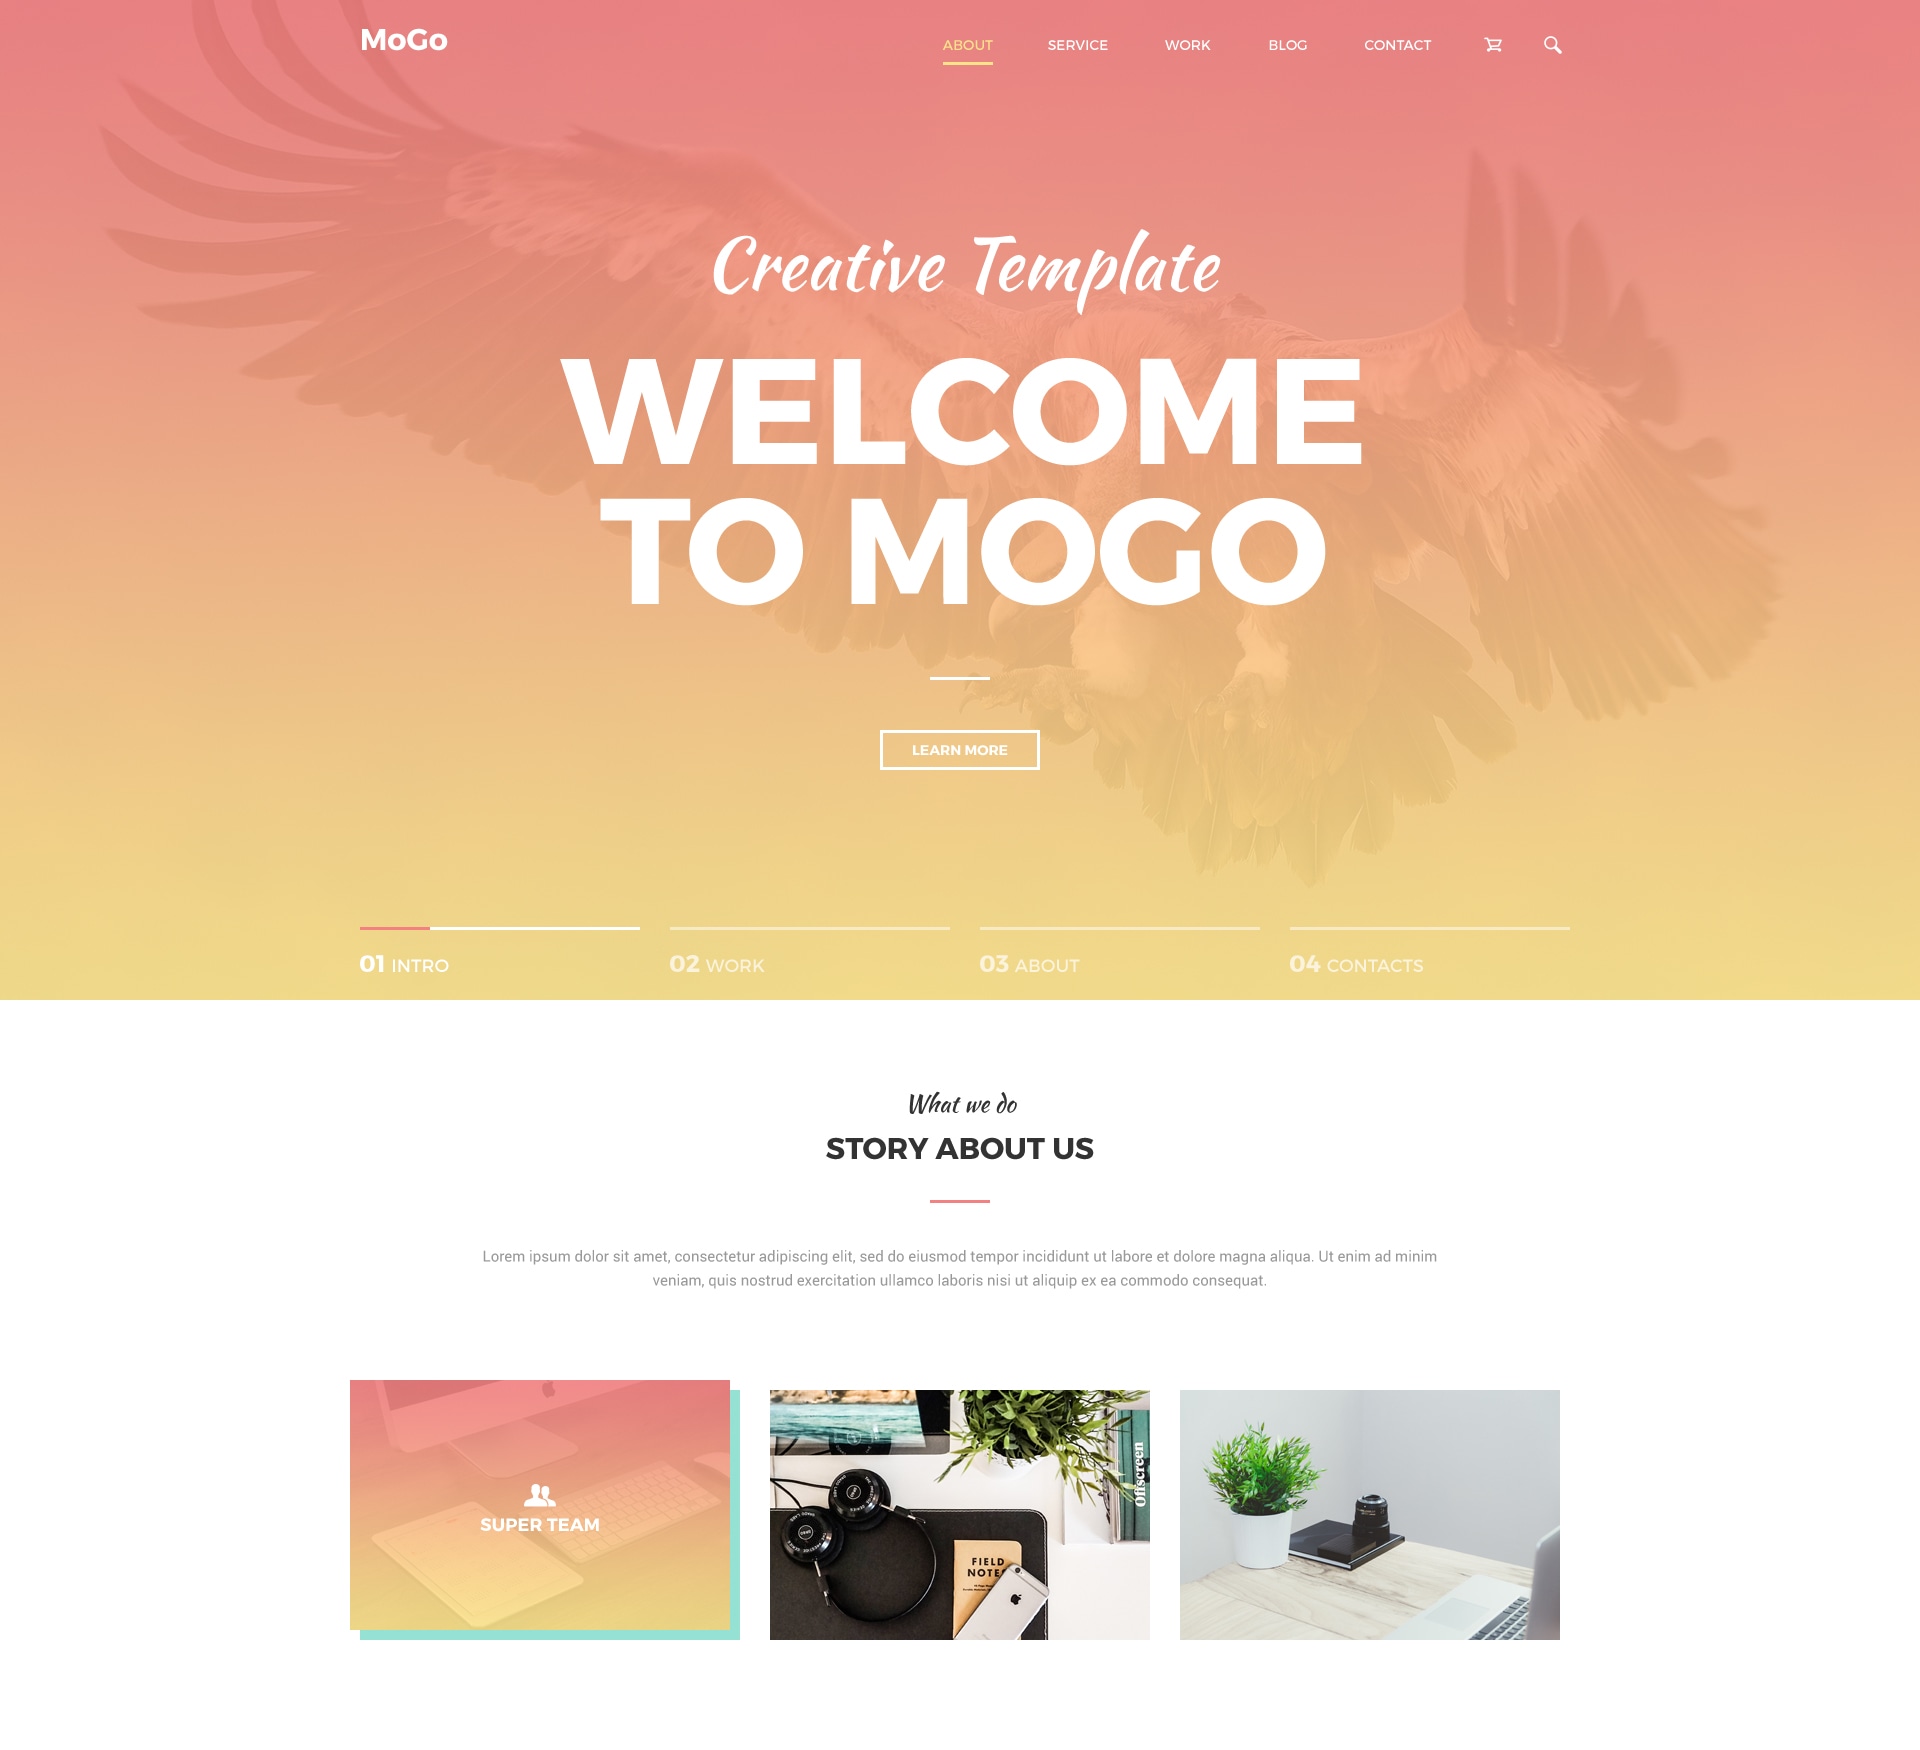 MoGo
ABOUT SERVICE WORK BLOG CONTACT
Creative Template
WELCOME
TO MOGO
LEARN MORE
01 INTRO
02 WORK
03 ABOUT
04 CONTACTS
What we do
STORY ABOUT US
Lorem ipsum dolor sit amet, consectetur adipiscing elit, sed do eiusmod tempor incididunt ut labore et dolore magna aliqua. Ut enim ad minim
veniam, quis nostrud exercitation ullamco laboris nisi ut aliquip ex ea commodo consequat.
SUPER TEAM
Offscreen
FIELD
NOTES